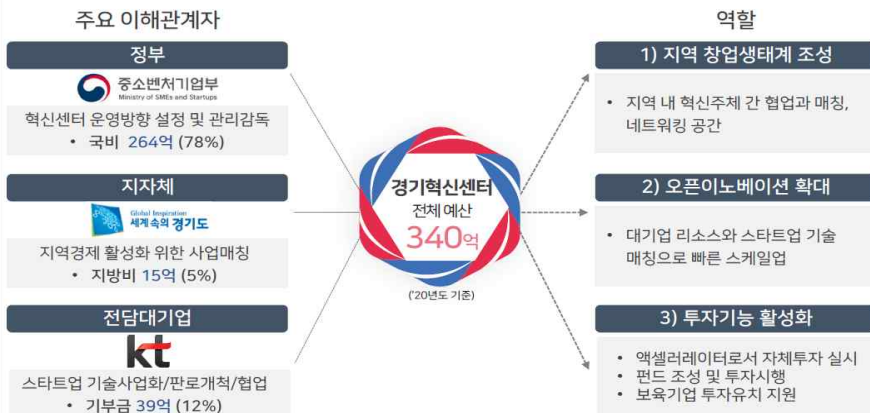 주요 이해관계자
정부
중소벤처기업부
Ministry of SMEs and Startups
혁신센터 운영방향 설정 및 관리감독
• 국비 264억 (78%)
지자체
Global Inspiration
세계속의 경기도
지역경제 활성화 위한 사업매칭
• 지방비 15억 (5%)
전담대기업
kt
스타트업 기술사업화/판로개척/협업
• 기부금 39억 (12%)
경기혁신센터
전체 예산
340억
('20년도 기준)
역할
1) 지역 창업생태계 조성
• 지역 내 혁신주체 간 협업과 매칭,
네트워킹 공간
2) 오픈이노베이션 확대
• 대기업 리소스와 스타트업 기술
매칭으로 빠른 스케일업
3) 투자기능 활성화
• 액셀러레이터로서 자체투자 실시
• 펀드 조성 및 투자시행
• 보육기업 투자유치 지원